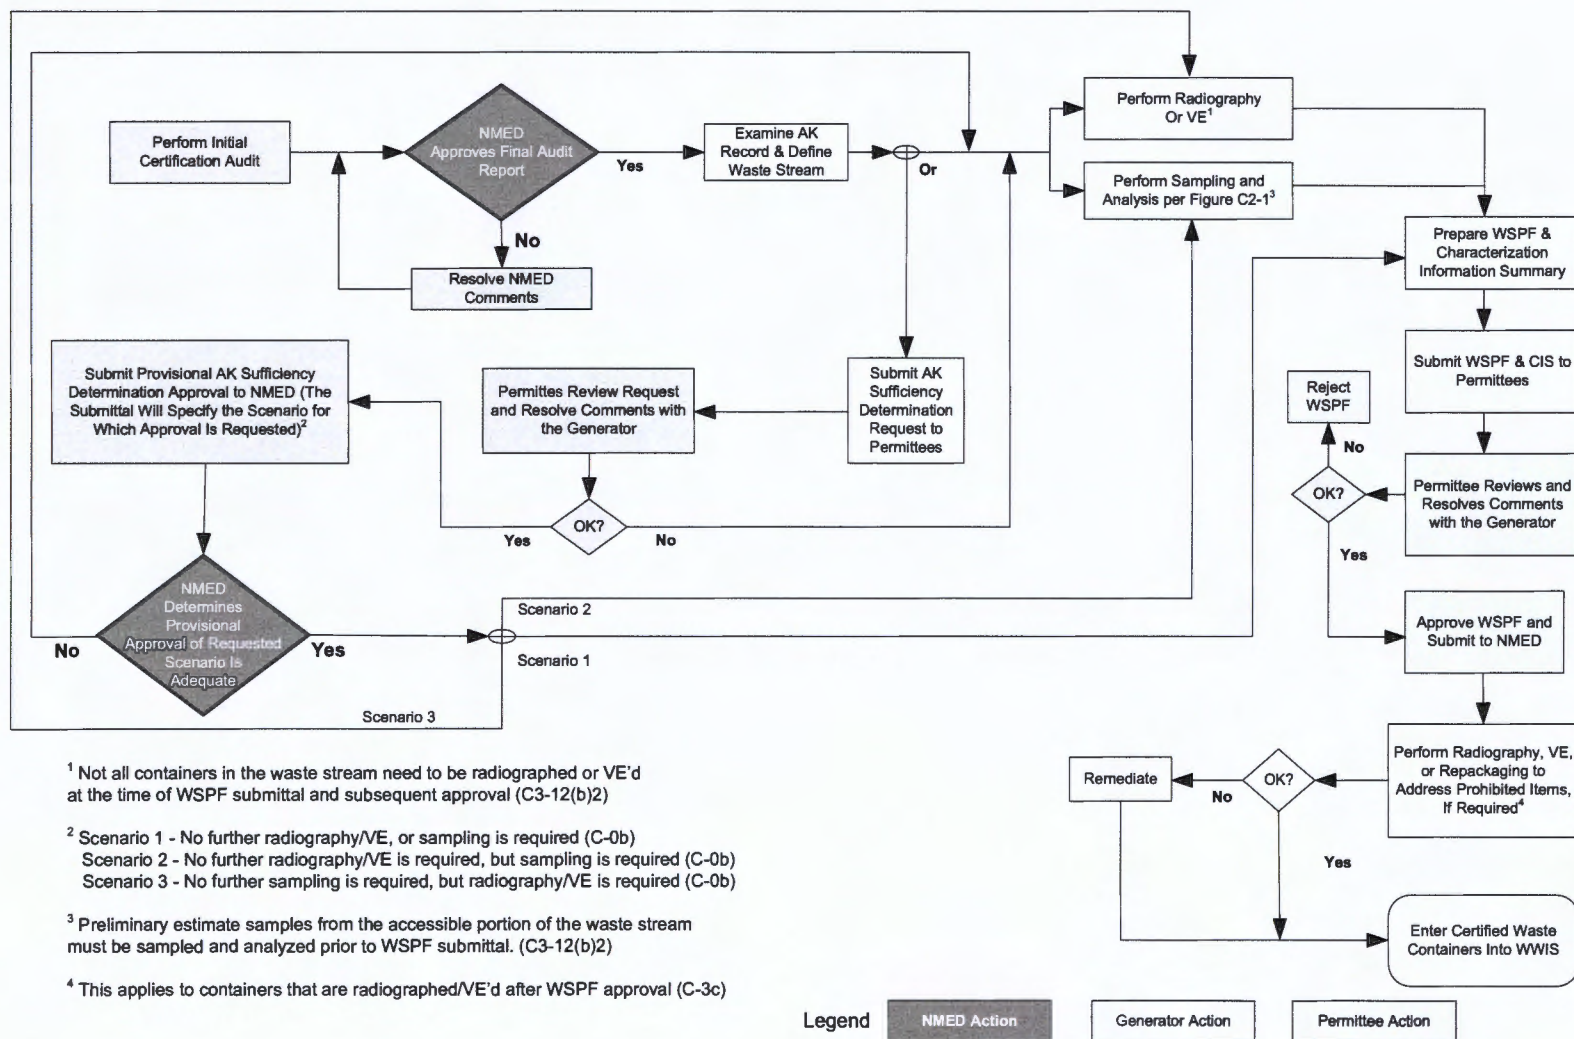 Perform Initial
Certification Audit
NMED
Approves Final Audit
Report
Yes
No
Resolve NMED
Comments
Examine AK
Record & Define
Waste Stream
Or
Perform Radiography
Or VE¹
Perform Sampling and
Analysis per Figure C2-1³
Prepare WSPF &
Characterization
Information Summary
Submit WSPF & CIS to
Permittees
Permittee Reviews and
Resolves Comments
with the Generator
OK?
No
Reject
WSPF
Yes
Approve WSPF and
Submit to NMED
Perform Radiography, VE,
or Repackaging to
Address Prohibited Items,
If Required⁴
OK?
No
Remediate
Yes
Enter Certified Waste
Containers Into WWIS
Submit AK
Sufficiency
Determination
Request to
Permittees
Permittes Review Request
and Resolve Comments with
the Generator
OK?
Yes
No
Submit Provisional AK Sufficiency
Determination Approval to NMED (The
Submittal Will Specify the Scenario for
Which Approval Is Requested)²
NMED
Determines
Provisional
Approval of Requested
Scenario Is
Adequate
No
Yes
Scenario 2
Scenario 1
Scenario 3
¹ Not all containers in the waste stream need to be radiographed or VE'd
at the time of WSPF submittal and subsequent approval (C3-12(b)2)
² Scenario 1 - No further radiography/VE, or sampling is required (C-0b)
Scenario 2 - No further radiography/VE is required, but sampling is required (C-0b)
Scenario 3 - No further sampling is required, but radiography/VE is required (C-0b)
³ Preliminary estimate samples from the accessible portion of the waste stream
must be sampled and analyzed prior to WSPF submittal. (C3-12(b)2)
⁴ This applies to containers that are radiographed/VE'd after WSPF approval (C-3c)
Legend
NMED Action
Generator Action
Permittee Action